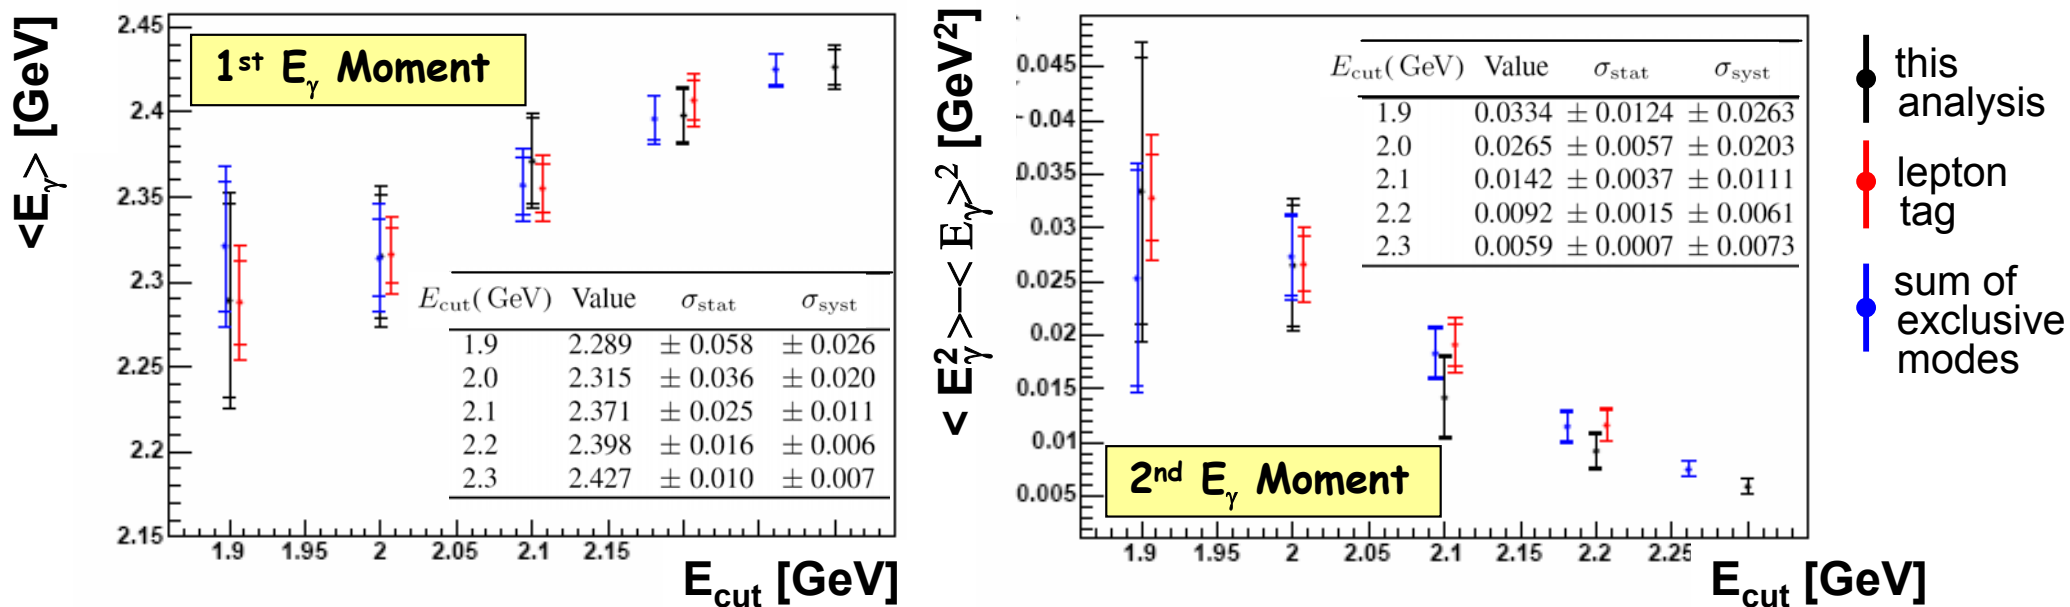 1st Eγ Moment
<Eγ> [GeV]
2.45
2.4
2.35
2.3
2.25
2.2
2.15
1.9 1.95 2 2.05 2.1 2.15
Ecut [GeV]
Ecut( GeV) Value σstat σsyst
1.9 2.289 ± 0.058 ± 0.026
2.0 2.315 ± 0.036 ± 0.020
2.1 2.371 ± 0.025 ± 0.011
2.2 2.398 ± 0.016 ± 0.006
2.3 2.427 ± 0.010 ± 0.007
2nd Eγ Moment
<E²γ>–<Eγ>² [GeV²]
0.045
0.04
0.035
0.03
0.025
0.02
0.015
0.01
0.005
1.9 1.95 2 2.05 2.1 2.15 2.2 2.25
Ecut [GeV]
Ecut( GeV) Value σstat σsyst
1.9 0.0334 ± 0.0124 ± 0.0263
2.0 0.0265 ± 0.0057 ± 0.0203
2.1 0.0142 ± 0.0037 ± 0.0111
2.2 0.0092 ± 0.0015 ± 0.0061
2.3 0.0059 ± 0.0007 ± 0.0073
this
analysis
lepton
tag
sum of
exclusive
modes